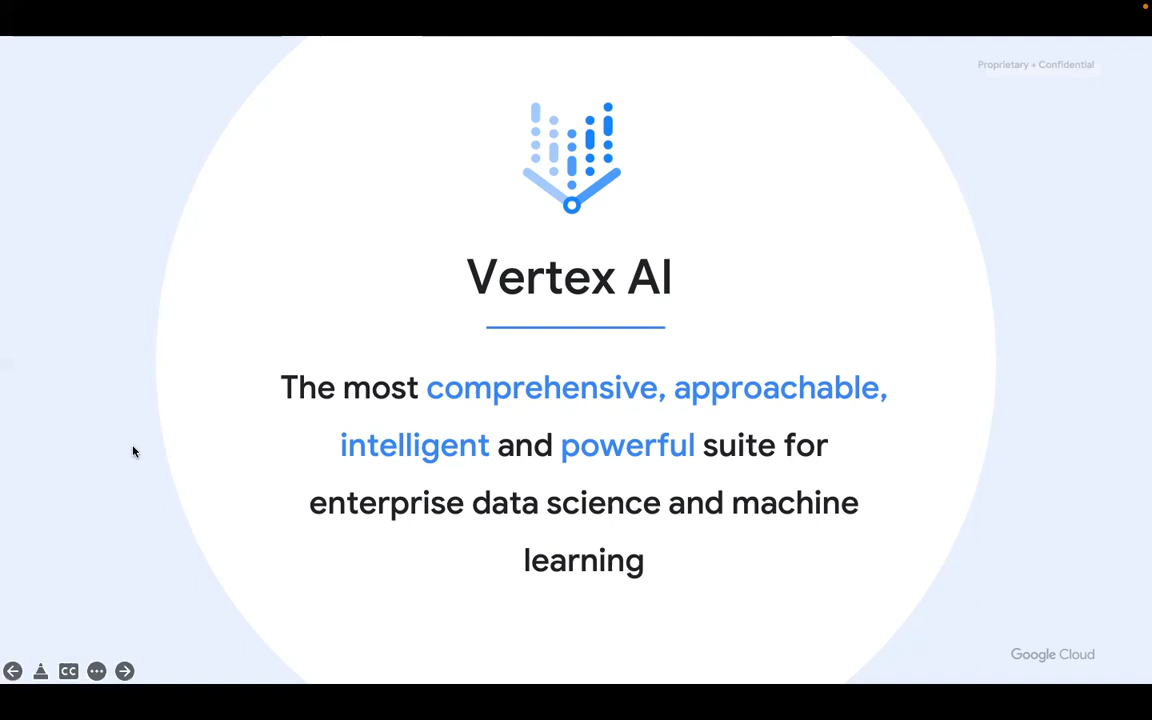 Proprietary + Confidential
Vertex AI
The most comprehensive, approachable,
intelligent and powerful suite for
enterprise data science and machine
learning
Google Cloud
CC